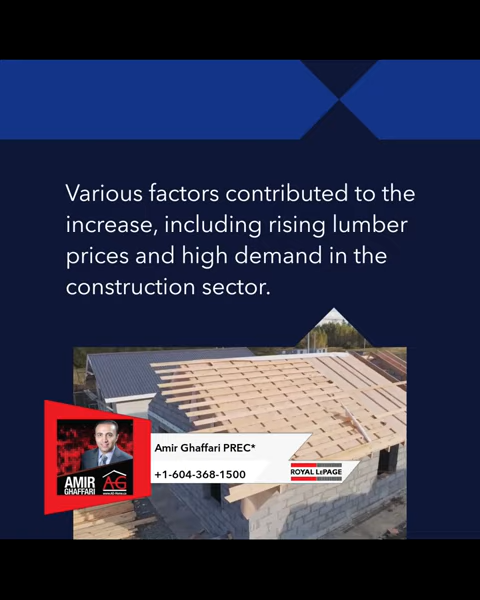 Various factors contributed to the
increase, including rising lumber
prices and high demand in the
construction sector.
Amir Ghaffari PREC*
+1-604-368-1500
ROYAL LEPAGE
AMIR
GHAFFARI
AG